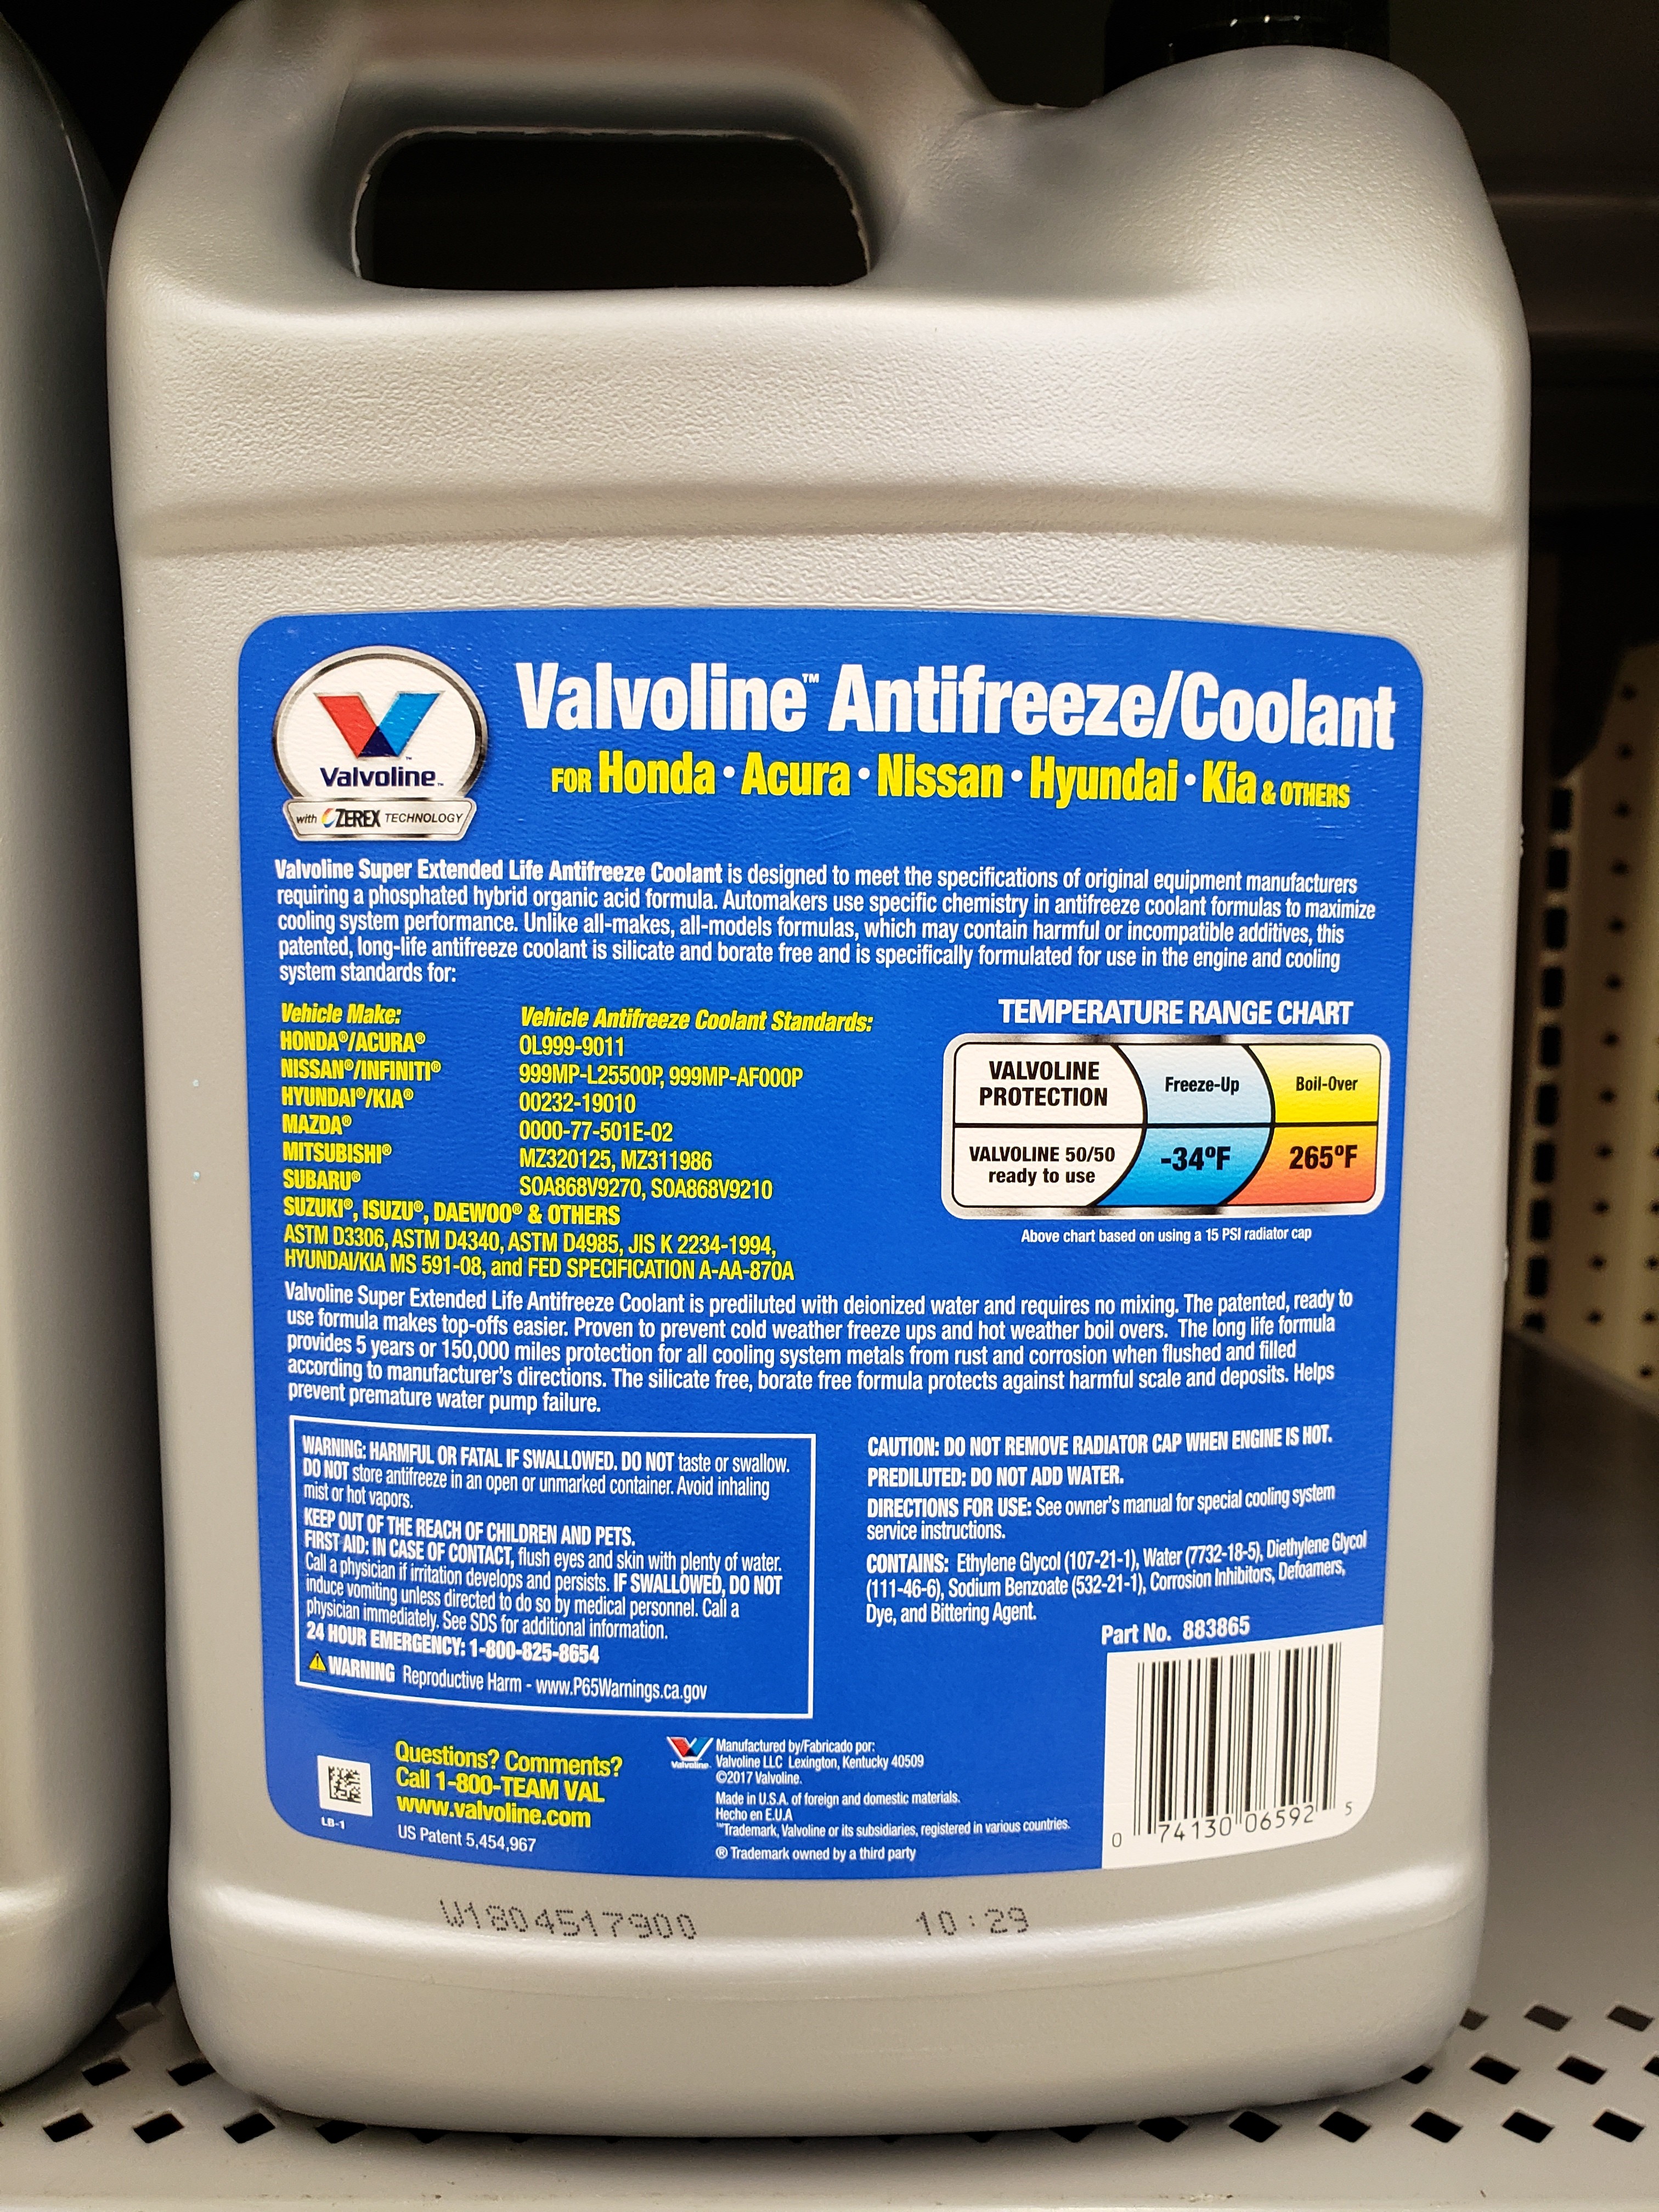 Valvoline™
with ZEREX TECHNOLOGY
Valvoline™ Antifreeze/Coolant
FOR Honda • Acura • Nissan • Hyundai • Kia & OTHERS
Valvoline Super Extended Life Antifreeze Coolant is designed to meet the specifications of original equipment manufacturers
requiring a phosphated hybrid organic acid formula. Automakers use specific chemistry in antifreeze coolant formulas to maximize
cooling system performance. Unlike all-makes, all-models formulas, which may contain harmful or incompatible additives, this
patented, long-life antifreeze coolant is silicate and borate free and is specifically formulated for use in the engine and cooling
system standards for:
Vehicle Make: Vehicle Antifreeze Coolant Standards:
HONDA®/ACURA® OL999-9011
NISSAN®/INFINITI® 999MP-L25500P, 999MP-AF000P
HYUNDAI®/KIA® 00232-19010
MAZDA® 0000-77-501E-02
MITSUBISHI® MZ320125, MZ311986
SUBARU® SOA868V9270, SOA868V9210
SUZUKI®, ISUZU®, DAEWOO® & OTHERS
ASTM D3306, ASTM D4340, ASTM D4985, JIS K 2234-1994,
HYUNDAI/KIA MS 591-08, and FED SPECIFICATION A-AA-870A
TEMPERATURE RANGE CHART
VALVOLINE
PROTECTION
Freeze-Up
Boil-Over
VALVOLINE 50/50
ready to use
-34ºF
265ºF
Above chart based on using a 15 PSI radiator cap
Valvoline Super Extended Life Antifreeze Coolant is prediluted with deionized water and requires no mixing. The patented, ready to
use formula makes top-offs easier. Proven to prevent cold weather freeze ups and hot weather boil overs. The long life formula
provides 5 years or 150,000 miles protection for all cooling system metals from rust and corrosion when flushed and filled
according to manufacturer's directions. The silicate free, borate free formula protects against harmful scale and deposits. Helps
prevent premature water pump failure.
WARNING: HARMFUL OR FATAL IF SWALLOWED. DO NOT taste or swallow.
DO NOT store antifreeze in an open or unmarked container. Avoid inhaling
mist or hot vapors.
KEEP OUT OF THE REACH OF CHILDREN AND PETS.
FIRST AID: IN CASE OF CONTACT, flush eyes and skin with plenty of water.
Call a physician if irritation develops and persists. IF SWALLOWED, DO NOT
induce vomiting unless directed to do so by medical personnel. Call a
physician immediately. See SDS for additional information.
24 HOUR EMERGENCY: 1-800-825-8654
WARNING Reproductive Harm - www.P65Warnings.ca.gov
CAUTION: DO NOT REMOVE RADIATOR CAP WHEN ENGINE IS HOT.
PREDILUTED: DO NOT ADD WATER.
DIRECTIONS FOR USE: See owner's manual for special cooling system
service instructions.
CONTAINS: Ethylene Glycol (107-21-1), Water (7732-18-5), Diethylene Glycol
(111-46-6), Sodium Benzoate (532-21-1), Corrosion Inhibitors, Defoamers,
Dye, and Bittering Agent.
Part No. 883865
0 74130 06592 5
LB-1
Questions? Comments?
Call 1-800-TEAM VAL
www.valvoline.com
US Patent 5,454,967
Valvoline™
Manufactured by/Fabricado por:
Valvoline LLC Lexington, Kentucky 40509
©2017 Valvoline.
Made in U.S.A. of foreign and domestic materials.
Hecho en E.U.A
™Trademark, Valvoline or its subsidiaries, registered in various countries.
® Trademark owned by a third party
W1804517900 10:29